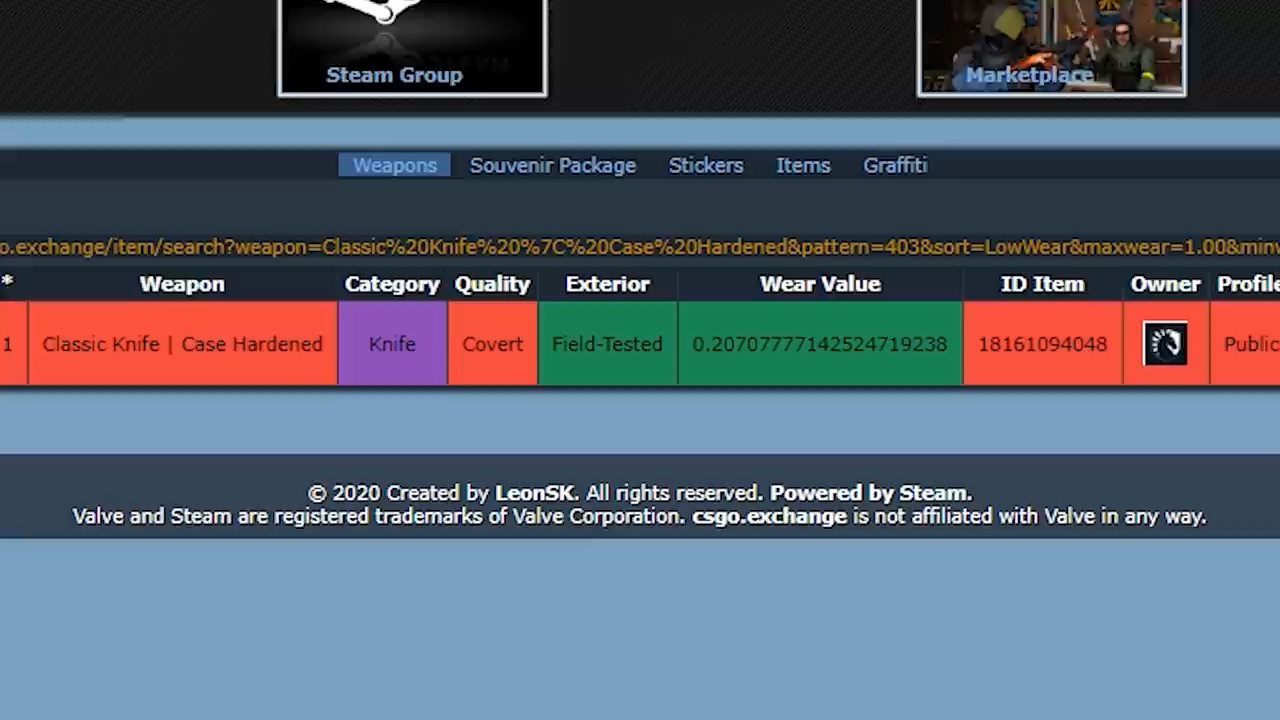 Steam Group
Marketplace
Weapons Souvenir Package Stickers Items Graffiti
o.exchange/item/search?weapon=Classic%20Knife%20%7C%20Case%20Hardened&pattern=403&sort=LowWear&maxwear=1.00&minw
* Weapon Category Quality Exterior Wear Value ID Item Owner Profile
1 Classic Knife | Case Hardened Knife Covert Field-Tested 0.20707777142524719238 18161094048 Public
© 2020 Created by LeonSK. All rights reserved. Powered by Steam.
Valve and Steam are registered trademarks of Valve Corporation. csgo.exchange is not affiliated with Valve in any way.